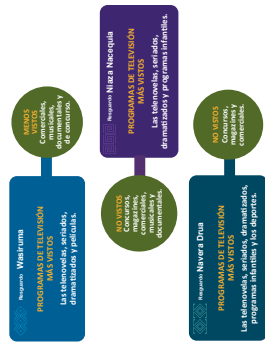 Resguardo Wasiruma
PROGRAMAS DE TELEVISIÓN
MÁS VISTOS
Las telenovelas, seriados,
dramatizados y películas.
MENOS
VISTOS
Comerciales,
musicales,
documentales y
de concurso.
Resguardo Niaza Nacequia
PROGRAMAS DE TELEVISIÓN
MÁS VISTOS
Las telenovelas, seriados,
dramatizados y programas infantiles.
NO VISTOS
Concursos,
magazines,
comerciales,
musicales y
documentales.
Resguardo Navera Drua
PROGRAMAS DE TELEVISIÓN
MÁS VISTOS
Las telenovelas, seriados, dramatizados,
programas infantiles y los deportes.
NO VISTOS
Concursos,
magazines y
comerciales.